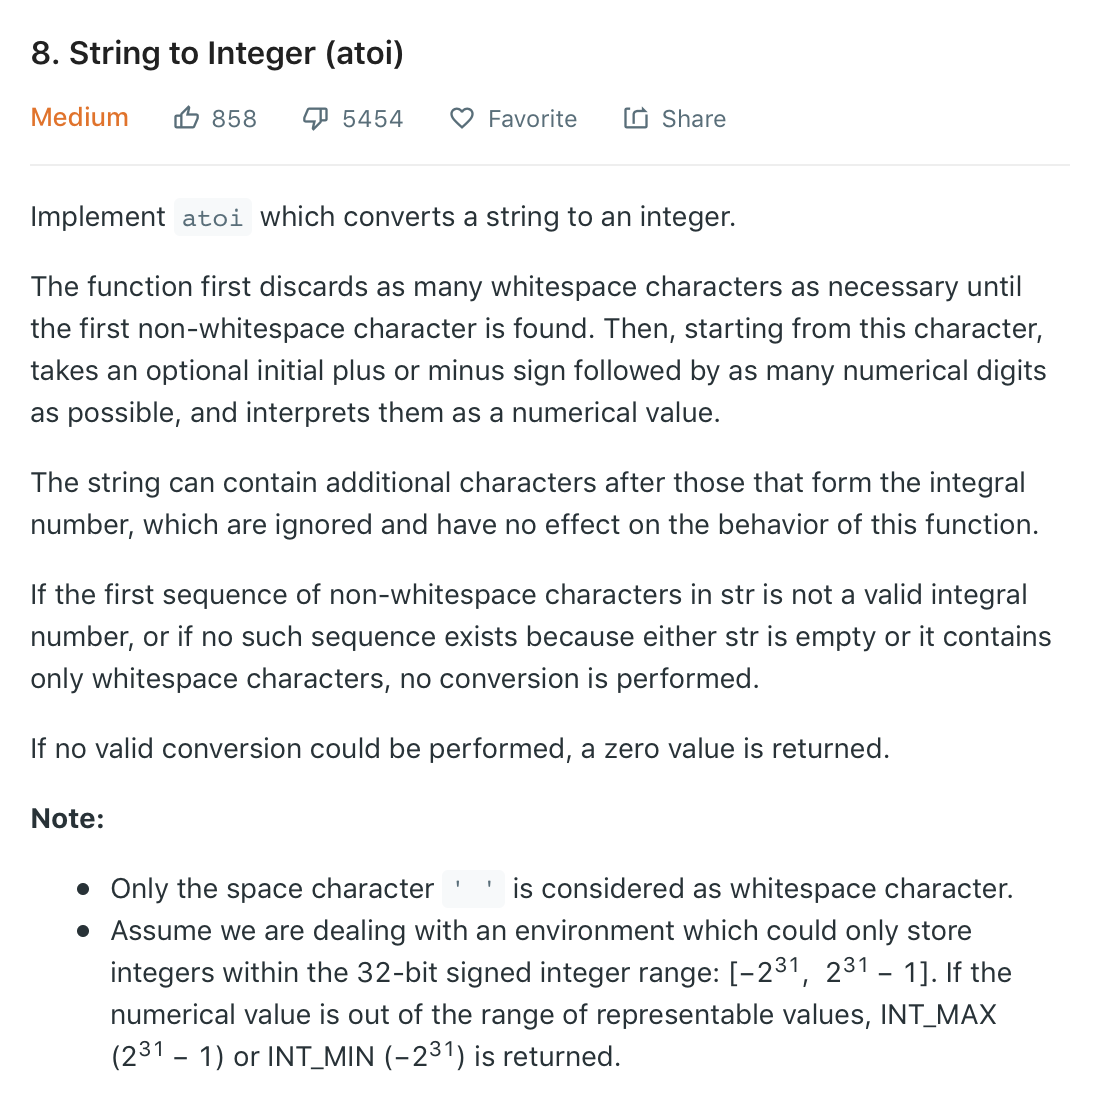 8. String to Integer (atoi)
Medium 858 5454 Favorite Share
Implement atoi which converts a string to an integer.
The function first discards as many whitespace characters as necessary until
the first non-whitespace character is found. Then, starting from this character,
takes an optional initial plus or minus sign followed by as many numerical digits
as possible, and interprets them as a numerical value.
The string can contain additional characters after those that form the integral
number, which are ignored and have no effect on the behavior of this function.
If the first sequence of non-whitespace characters in str is not a valid integral
number, or if no such sequence exists because either str is empty or it contains
only whitespace characters, no conversion is performed.
If no valid conversion could be performed, a zero value is returned.
Note:
• Only the space character ' ' is considered as whitespace character.
• Assume we are dealing with an environment which could only store
integers within the 32-bit signed integer range: [−2³¹, 2³¹ − 1]. If the
numerical value is out of the range of representable values, INT_MAX
(2³¹ − 1) or INT_MIN (−2³¹) is returned.